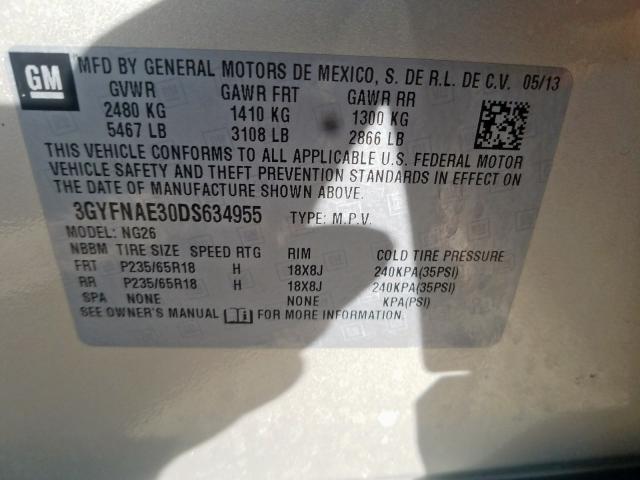 GM
MFD BY GENERAL MOTORS DE MEXICO, S. DE R.L. DE C.V. 05/13
GVWR GAWR FRT GAWR RR
2480 KG 1410 KG 1300 KG
5467 LB 3108 LB 2866 LB
THIS VEHICLE CONFORMS TO ALL APPLICABLE U.S. FEDERAL MOTOR
VEHICLE SAFETY AND THEFT PREVENTION STANDARDS IN EFFECT ON
THE DATE OF MANUFACTURE SHOWN ABOVE.
3GYFNAE30DS634955 TYPE: M.P.V.
MODEL: NG26
NBBM TIRE SIZE SPEED RTG RIM COLD TIRE PRESSURE
FRT P235/65R18 H 18X8J 240KPA(35PSI)
RR P235/65R18 H 18X8J 240KPA(35PSI)
SPA NONE NONE KPA(PSI)
SEE OWNER'S MANUAL FOR MORE INFORMATION